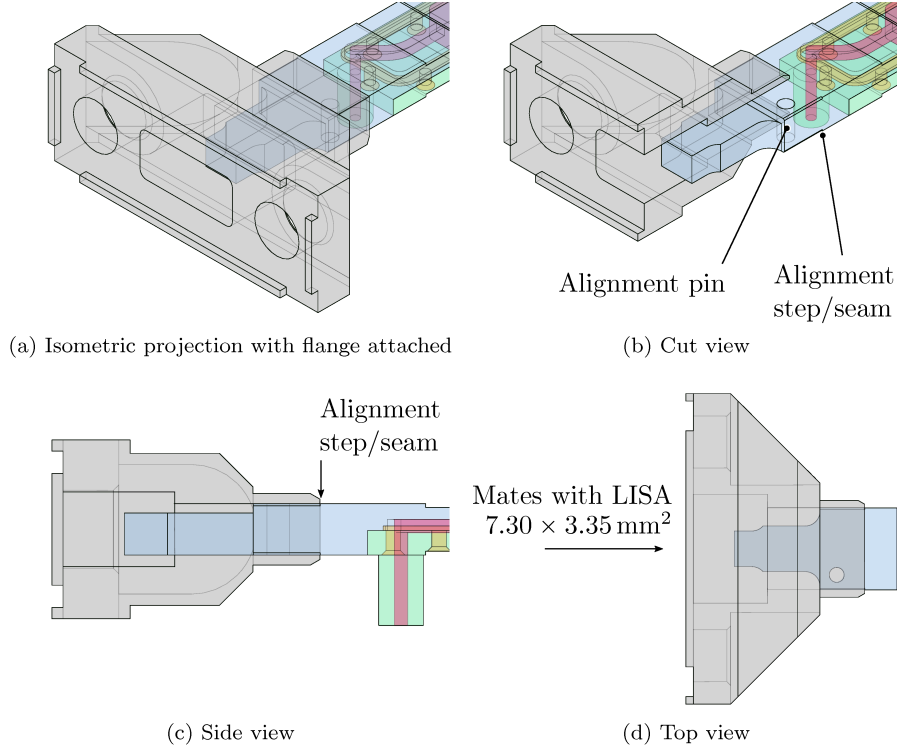 Alignment pin
Alignment
step/seam
(a) Isometric projection with flange attached
(b) Cut view
Alignment
step/seam
Mates with LISA
7.30 × 3.35 mm²
(c) Side view
(d) Top view